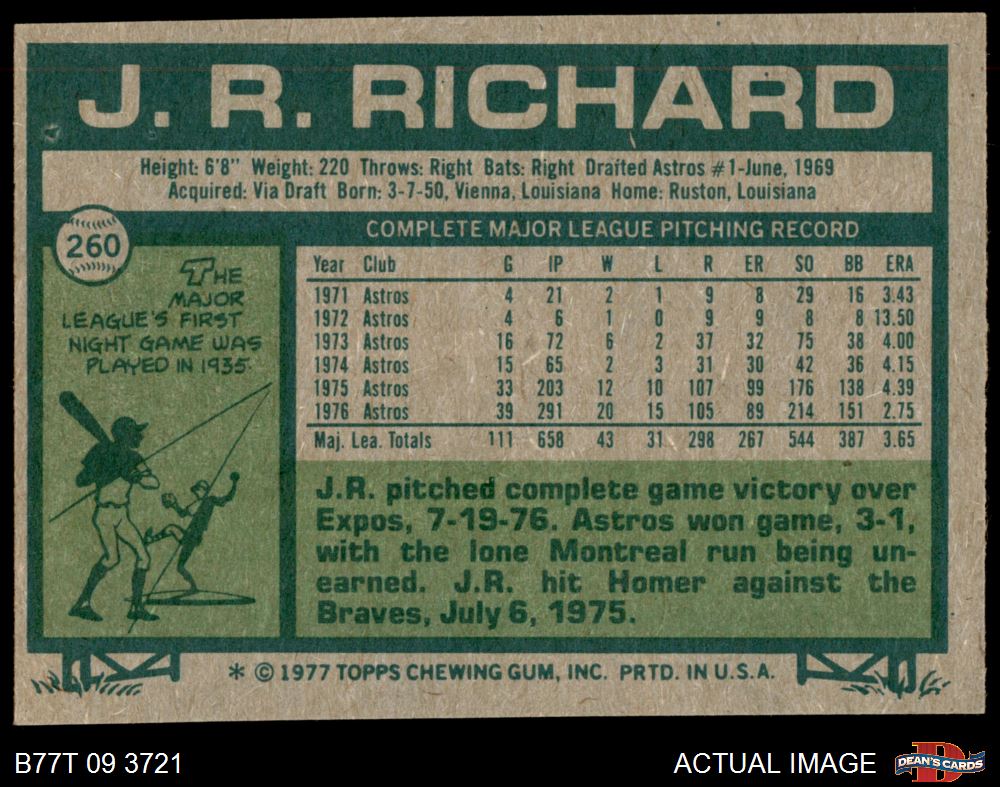 J. R. RICHARD
Height: 6'8" Weight: 220 Throws: Right Bats: Right Drafted Astros #1-June, 1969
Acquired: Via Draft Born: 3-7-50, Vienna, Louisiana Home: Ruston, Louisiana
260
THE
MAJOR
LEAGUE'S FIRST
NIGHT GAME WAS
PLAYED IN 1935.
COMPLETE MAJOR LEAGUE PITCHING RECORD
Year Club G IP W L R ER SO BB ERA
1971 Astros 4 21 2 1 9 8 29 16 3.43
1972 Astros 4 6 1 0 9 9 8 8 13.50
1973 Astros 16 72 6 2 37 32 75 38 4.00
1974 Astros 15 65 2 3 31 30 42 36 4.15
1975 Astros 33 203 12 10 107 99 176 138 4.39
1976 Astros 39 291 20 15 105 89 214 151 2.75
Maj. Lea. Totals 111 658 43 31 298 267 544 387 3.65
J.R. pitched complete game victory over
Expos, 7-19-76. Astros won game, 3-1,
with the lone Montreal run being un-
earned. J.R. hit Homer against the
Braves, July 6, 1975.
* © 1977 TOPPS CHEWING GUM, INC. PRTD. IN U.S.A.
B77T 09 3721
ACTUAL IMAGE
DEAN'S CARDS